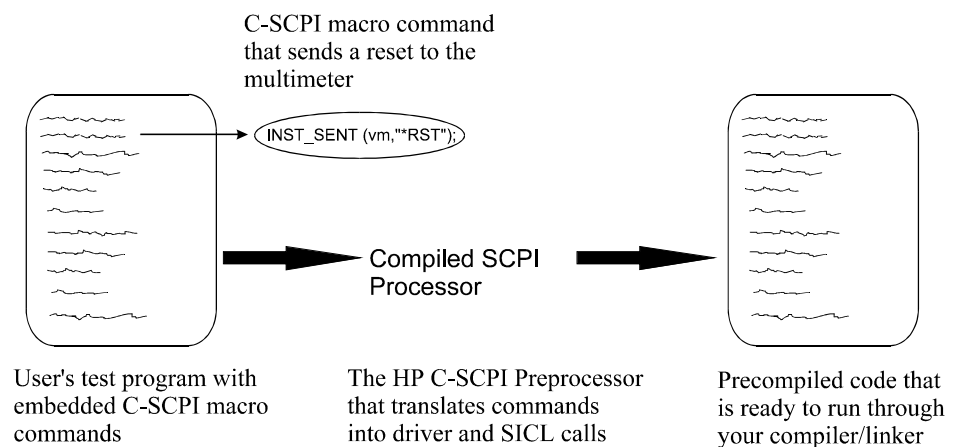 C-SCPI macro command
that sends a reset to the
multimeter
INST_SENT (vm,"*RST");
Compiled SCPI
Processor
User's test program with
embedded C-SCPI macro
commands
The HP C-SCPI Preprocessor
that translates commands
into driver and SICL calls
Precompiled code that
is ready to run through
your compiler/linker